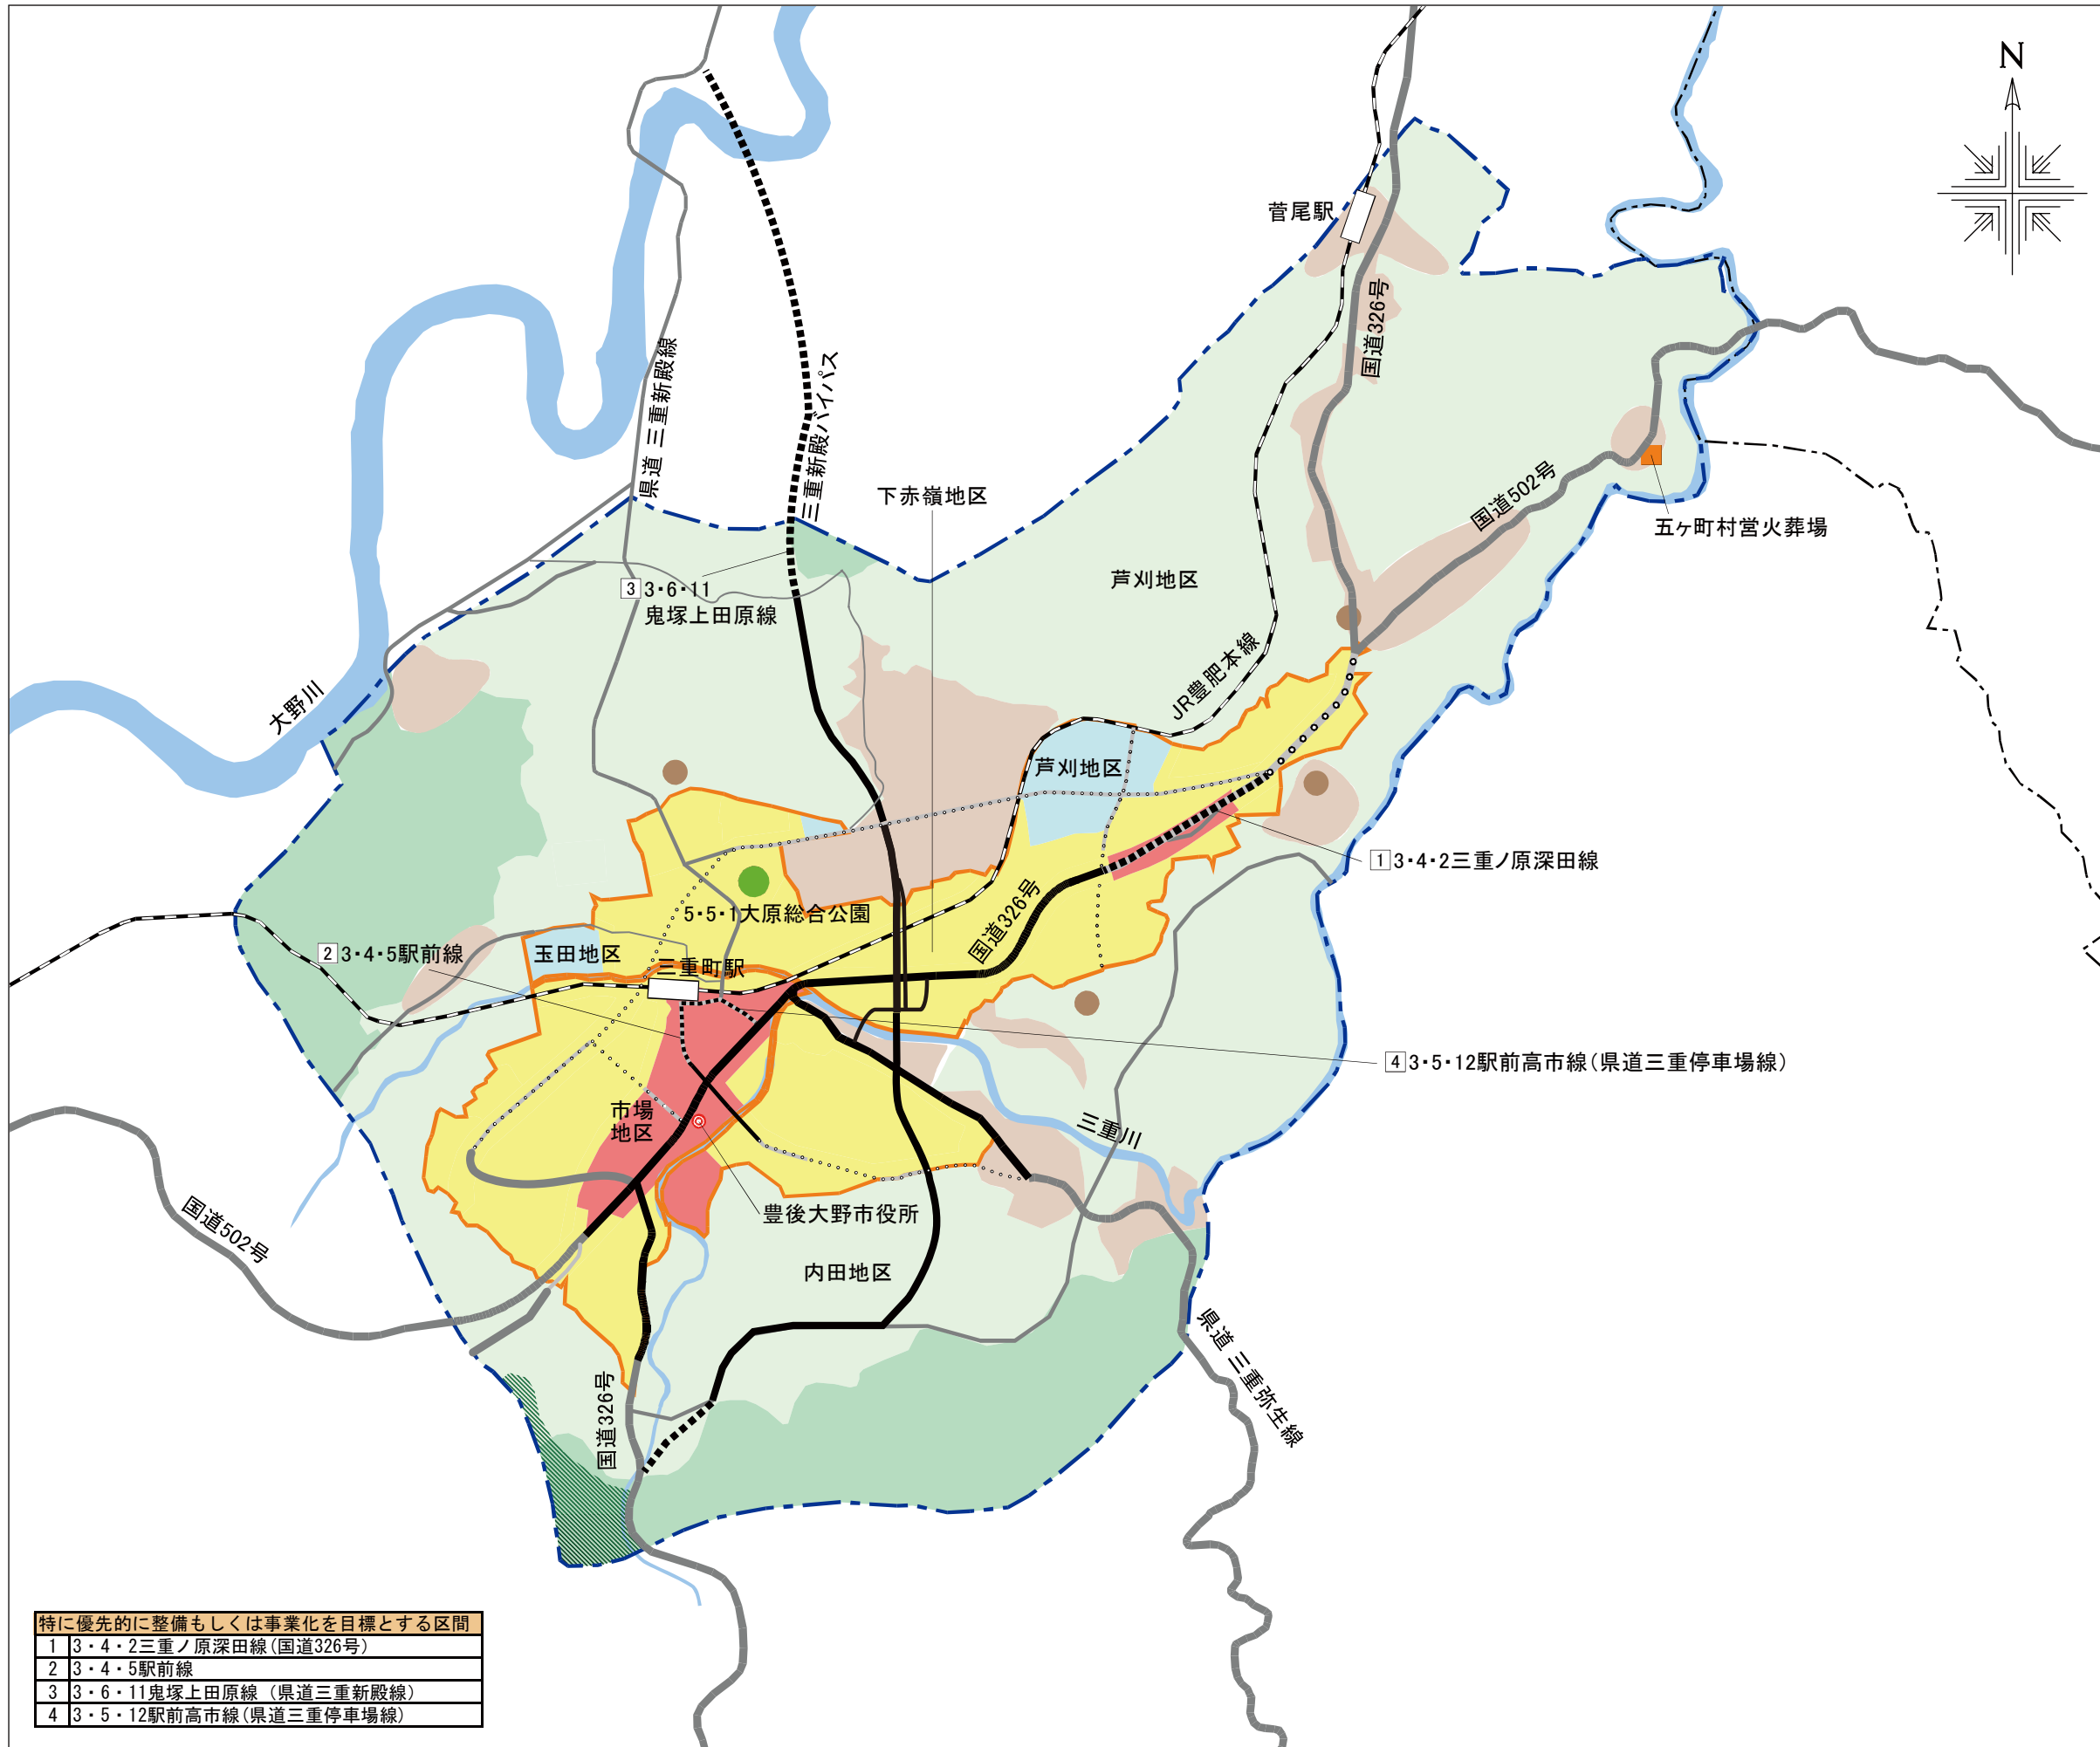 N
菅尾駅
国道326号
県道 三重新殿線
三重新殿バイパス
下赤嶺地区
国道502号
五ヶ町村営火葬場
芦刈地区
3 3・6・11
鬼塚上田原線
JR豊肥本線
大野川
芦刈地区
1 3・4・2三重ノ原深田線
5・5・1大原総合公園
国道326号
2 3・4・5駅前線
玉田地区
三重町駅
4 3・5・12駅前高市線(県道三重停車場線)
市場
地区
三重川
豊後大野市役所
国道502号
内田地区
県道 三重弥生線
国道326号
特に優先的に整備もしくは事業化を目標とする区間
1 3・4・2三重ノ原深田線(国道326号)
2 3・4・5駅前線
3 3・6・11鬼塚上田原線 (県道三重新殿線)
4 3・5・12駅前高市線(県道三重停車場線)